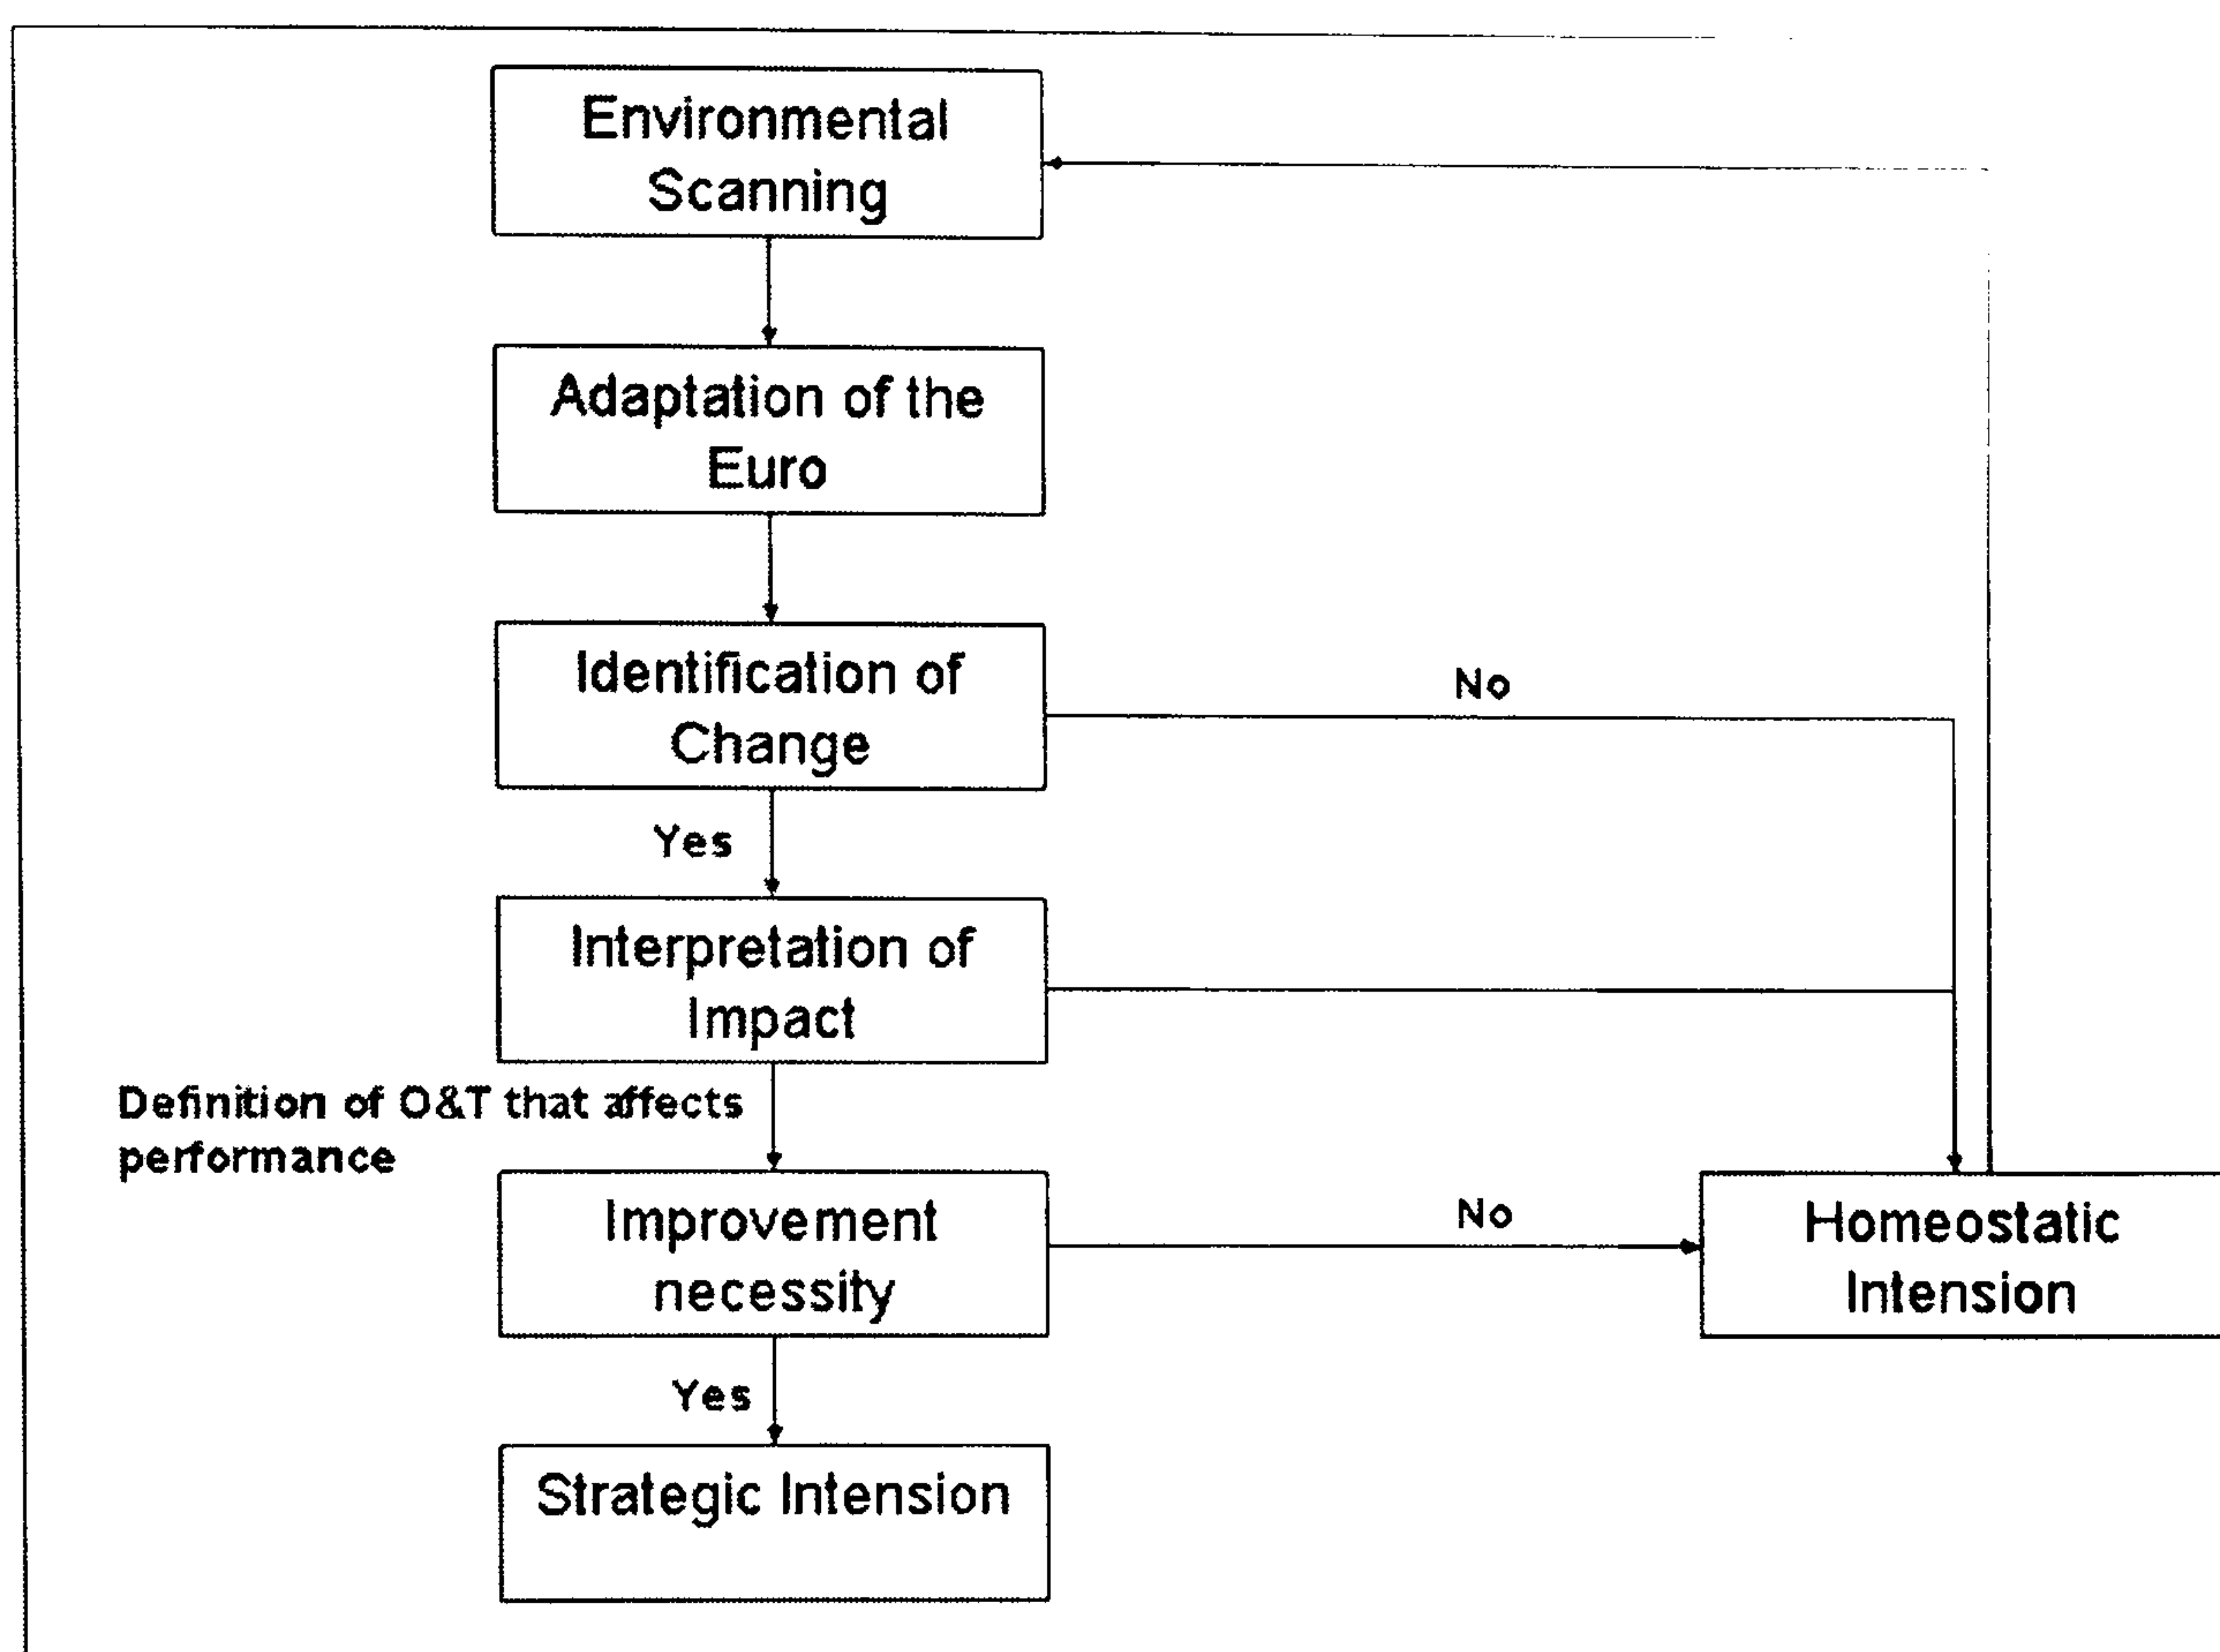 Environmental
Scanning
Adaptation of the
Euro
Identification of
Change
No
Yes
Interpretation of
Impact
Definition of O&T that affects
performance
Improvement
necessity
No
Homeostatic
Intension
Yes
Strategic Intension